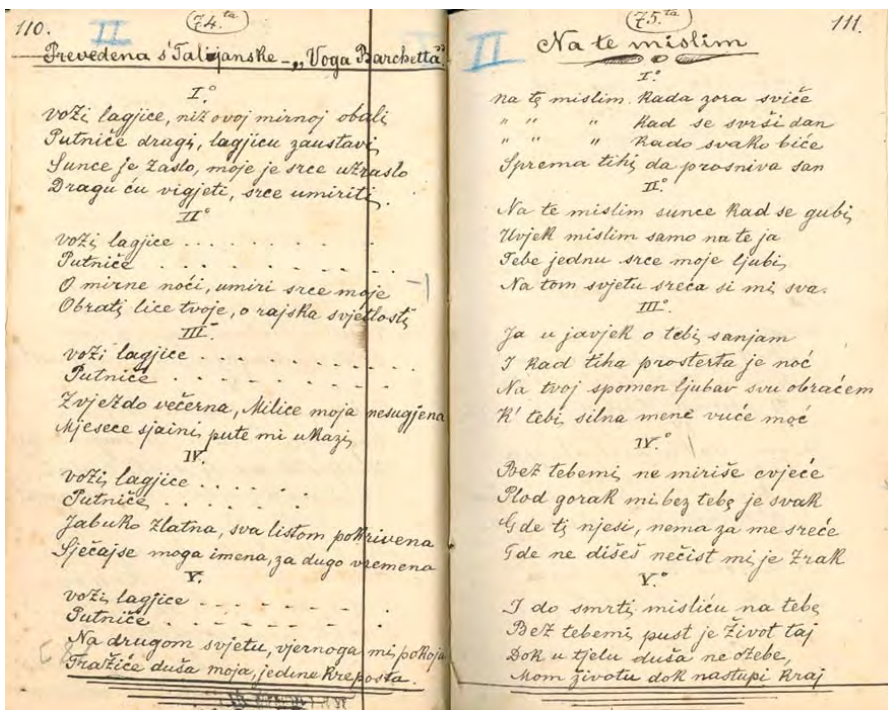 110.
II
74.ta
Prevedena s'Talijanske - „Voga Barchetta"
I.°
voži lagjice, niz ovoj mirnoj obali
Putniče dragi, lagjicu zaustavi
Sunce je zašlo, moje je srce užraslo
Dragu ću vigjeti, srce umiriti.
II°
voži lagjice . . . . . . . .
Putniče . . . . . . . . . .
O mirne noći, umiri srce moje
Obrati lice tvoje, o rajska svjetlosti
III.
voži lagjice . . . . . . . . .
Putniče . . . . . . . . .
Zvjezdo večerna, Milice moja nesugjena
Mjesece sjaini pute mi ukazi
IV.
voži lagjice . . . . .
Putniče . . . . . .
Jabuko zlatna, sva listom pokrivena
Sječajse moga imena, za dugo vremena
V.
voži lagjice . . . . . . .
Putniče . . . . . . . .
Na drugom svjetu, vjernoga mi pokoja
Tražiće duša moja, jedine kreposta.
II
75.ta
111.
Na te mislim
I°
na te mislim kada zora sviče
" " " kad se svrši dan
" " " kado svako biće
Sprema tihi da prosniva san
II.°
Na te mislim sunce kad se gubi
Uvjek mislim samo na te ja
Tebe jednu srce moje ljubi
Na tom svjetu sreća si mi sva.
III.°
Ja u javjek o tebi sanjam
I kad tiha prosterta je noć
Na tvoj spomen ljubav svu obraćem
K' tebi silna mene vuće moć
IV.°
Bez tebemi ne miriše cvjeće
Plod gorak mi bez tebe je svak
Gde ti njesi, nema za me sreće
Gde ne dišeš nečist mi je zrak
V.°
I do smrti misliću na tebe
Bez tebemi pust je život taj
Dok u tjelu duša ne ozebe,
Mom životu dok nastupi kraj